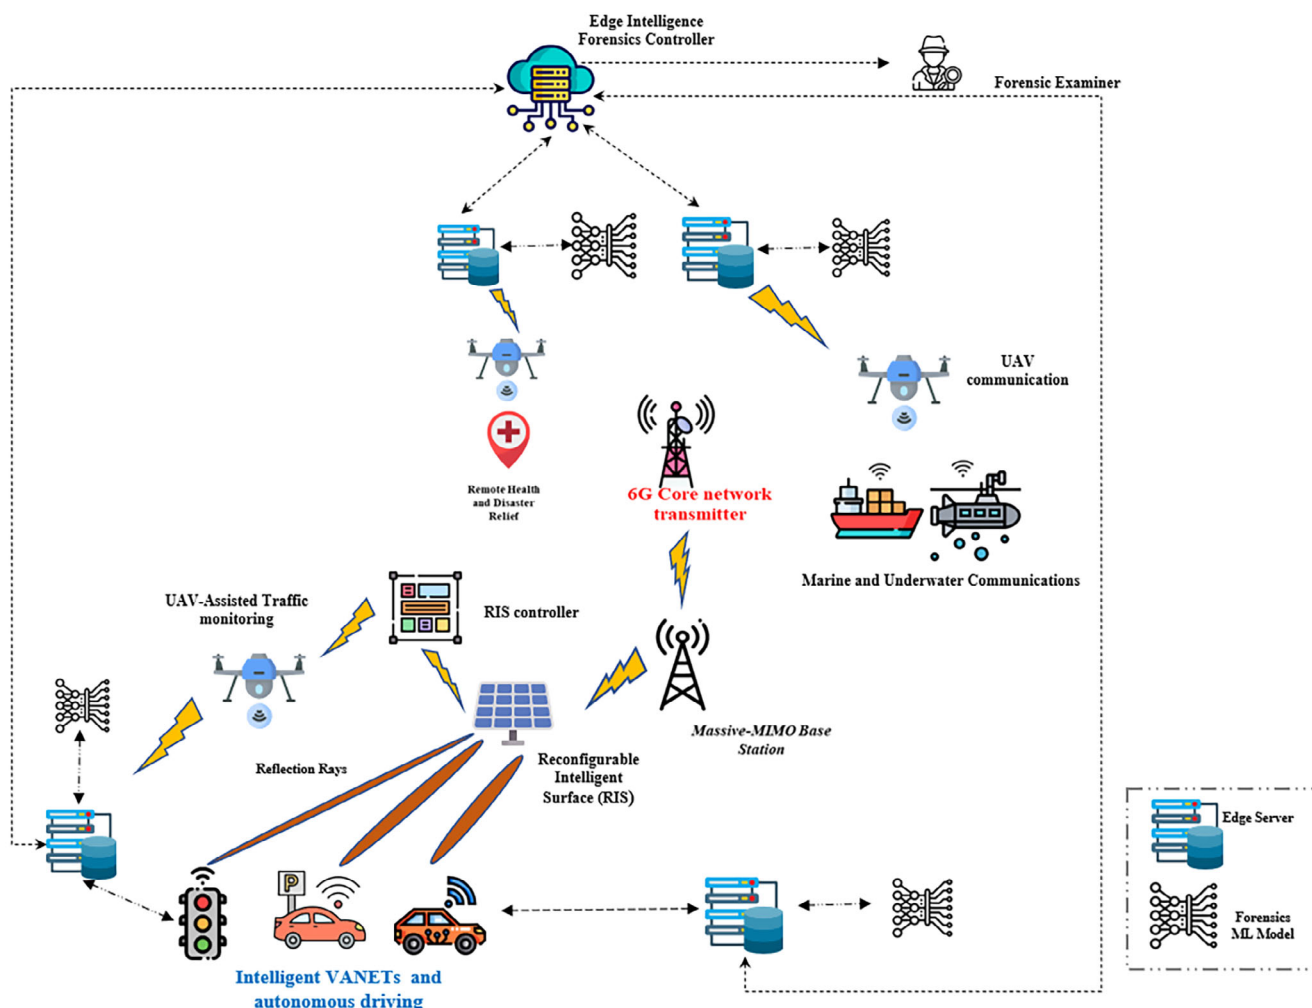 Edge Intelligence
Forensics Controller
Forensic Examiner
UAV
communication
6G Core network
transmitter
Remote Health
and Disaster
Relief
Marine and Underwater Communications
UAV-Assisted Traffic
monitoring
RIS controller
Massive-MIMO Base
Station
Reflection Rays
Reconfigurable
Intelligent
Surface (RIS)
Edge Server
P
Forensics
ML Model
Intelligent VANETs and
autonomous driving